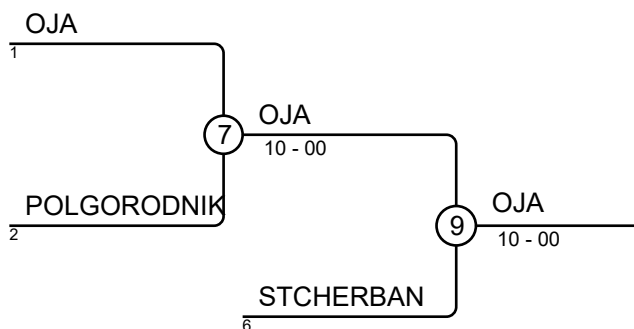 OJA
1
7
OJA
10 - 00
POLGORODNIK
2
9
OJA
10 - 00
STCHERBAN
6